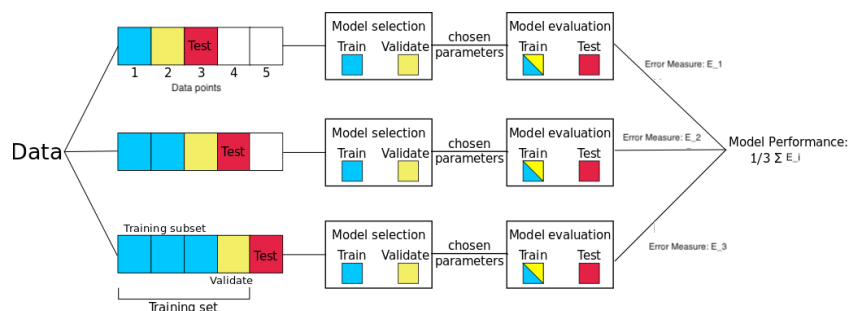 Data
Test
1 2 3 4 5
Data points
Model selection
Train Validate
chosen
parameters
Model evaluation
Train Test
Error Measure: E_1
Test
Model selection
Train Validate
chosen
parameters
Model evaluation
Train Test
Error Measure: E_2
Model Performance:
1/3 Σ E_i
Training subset
Test
Validate
Training set
Model selection
Train Validate
chosen
parameters
Model evaluation
Train Test
Error Measure: E_3